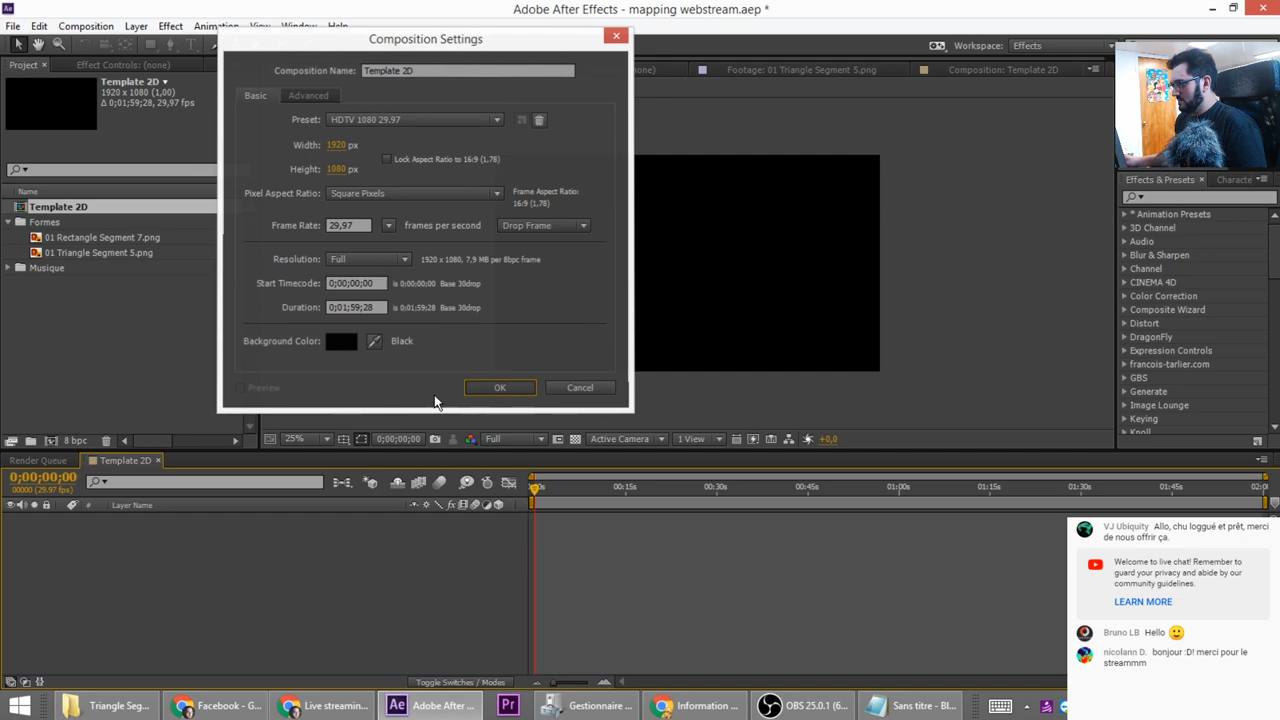 Adobe After Effects - mapping webstream.aep *
File Edit Composition Layer Effect Animation View Window Help
Workspace: Effects
Project × Effect Controls: (none)
Footage: 01 Triangle Segment 5.png Composition: Template 2D
Template 2D
1920 x 1080 (1,00)
Δ 0;01;59;28, 29,97 fps
Name
Template 2D
Formes
01 Rectangle Segment 7.png
01 Triangle Segment 5.png
Musique
8 bpc
Composition Settings
Composition Name: Template 2D
Basic Advanced
Preset: HDTV 1080 29.97
Width: 1920 px
Lock Aspect Ratio to 16:9 (1,78)
Height: 1080 px
Pixel Aspect Ratio: Square Pixels
Frame Aspect Ratio:
16:9 (1,78)
Frame Rate: 29,97 frames per second Drop Frame
Resolution: Full 1920 x 1080, 7,9 MB per 8bpc frame
Start Timecode: 0;00;00;00 is 0;00;00;00 Base 30drop
Duration: 0;01;59;28 is 0;01;59;28 Base 30drop
Background Color: Black
Preview OK Cancel
25% 0;00;00;00 Full Active Camera 1 View +0,0
Effects & Presets × Characte
* Animation Presets
3D Channel
Audio
Blur & Sharpen
Channel
CINEMA 4D
Color Correction
Composite Wizard
Distort
DragonFly
Expression Controls
francois-tarlier.com
GBS
Generate
Image Lounge
Keying
Knoll
Render Queue Template 2D ×
0;00;00;00
00000 (29.97 fps)
# Layer Name
00:15s 00:30s 00:45s 01:00s 01:15s 01:30s 01:45s
Toggle Switches / Modes
VJ Ubiquity Allo, chu loggué et prêt, merci
de nous offrir ça.
Welcome to live chat! Remember to
guard your privacy and abide by our
community guidelines.
LEARN MORE
Bruno LB Hello 🙂
nicolann D. bonjour :D! merci pour le
streammm
Triangle Seg... Facebook - G... Live streamin... Adobe After ... Gestionnaire ... Information ... OBS 25.0.1 (6... Sans titre - Bl...